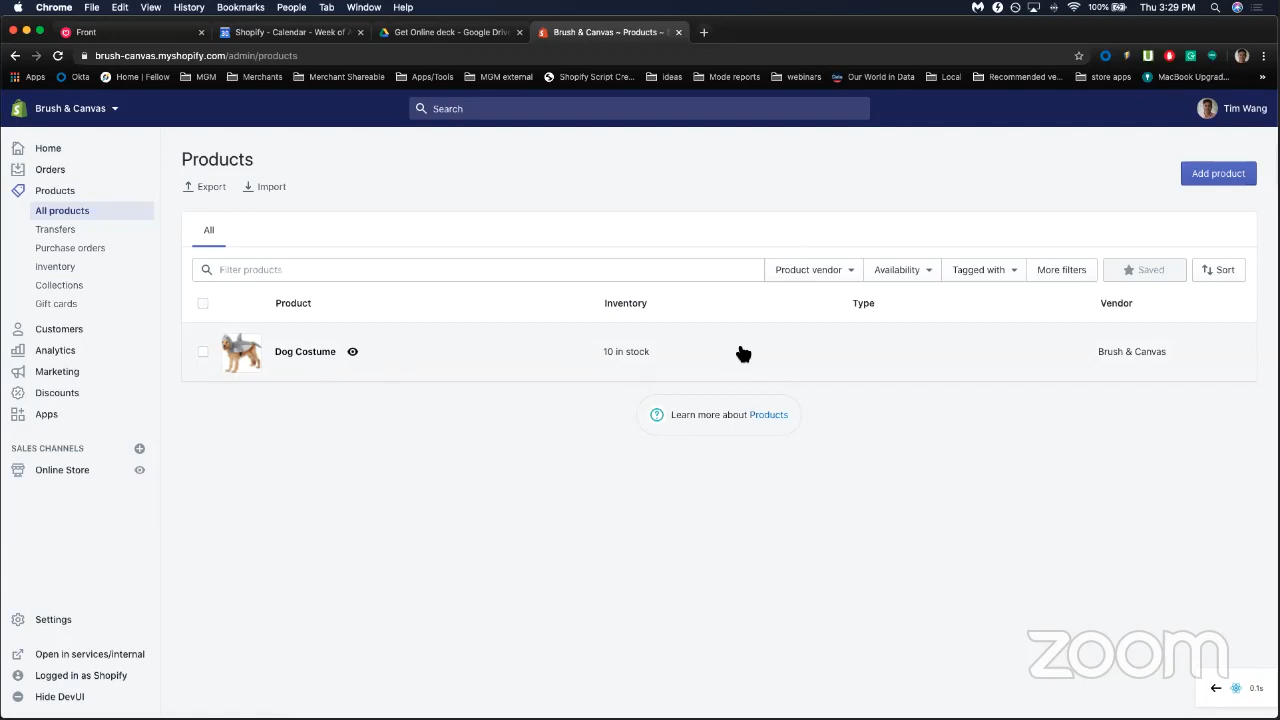 Chrome File Edit View History Bookmarks People Tab Window Help 100% Thu 3:29 PM
Front Shopify - Calendar - Week of A Get Online deck - Google Drive Brush & Canvas ~ Products ~
brush-canvas.myshopify.com/admin/products
Apps Okta Home | Fellow MGM Merchants Merchant Shareable Apps/Tools MGM external Shopify Script Cre... ideas Mode reports webinars Our World in Data Local Recommended ve... store apps MacBook Upgrad... »
Brush & Canvas Search Tim Wang
Home
Orders
Products
All products
Transfers
Purchase orders
Inventory
Collections
Gift cards
Customers
Analytics
Marketing
Discounts
Apps
SALES CHANNELS
Online Store
Settings
Open in services/internal
Logged in as Shopify
Hide DevUI
Products
Export Import
Add product
All
Filter products Product vendor Availability Tagged with More filters Saved Sort
Product Inventory Type Vendor
Dog Costume 10 in stock Brush & Canvas
Learn more about Products
zoom
0.1s